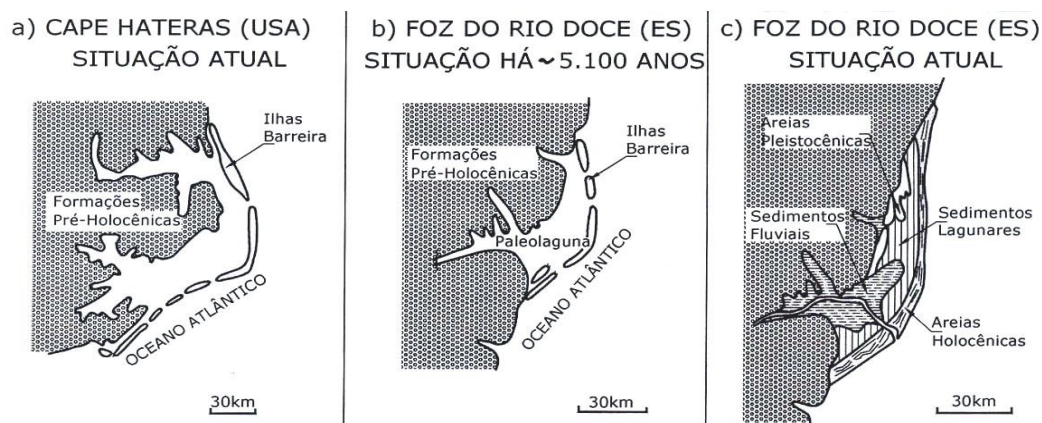 a) CAPE HATERAS (USA)
SITUAÇÃO ATUAL
Ilhas
Barreira
Formações
Pré-Holocênicas
OCEANO ATLÂNTICO
30km
b) FOZ DO RIO DOCE (ES)
SITUAÇÃO HÁ ~ 5.100 ANOS
Ilhas
Barreira
Formações
Pré-Holocênicas
Paleolaguna
OCEANO ATLÂNTICO
30km
c) FOZ DO RIO DOCE (ES)
SITUAÇÃO ATUAL
Areias
Pleistocênicas
Sedimentos
Fluviais
Sedimentos
Lagunares
Areias
Holocênicas
30km